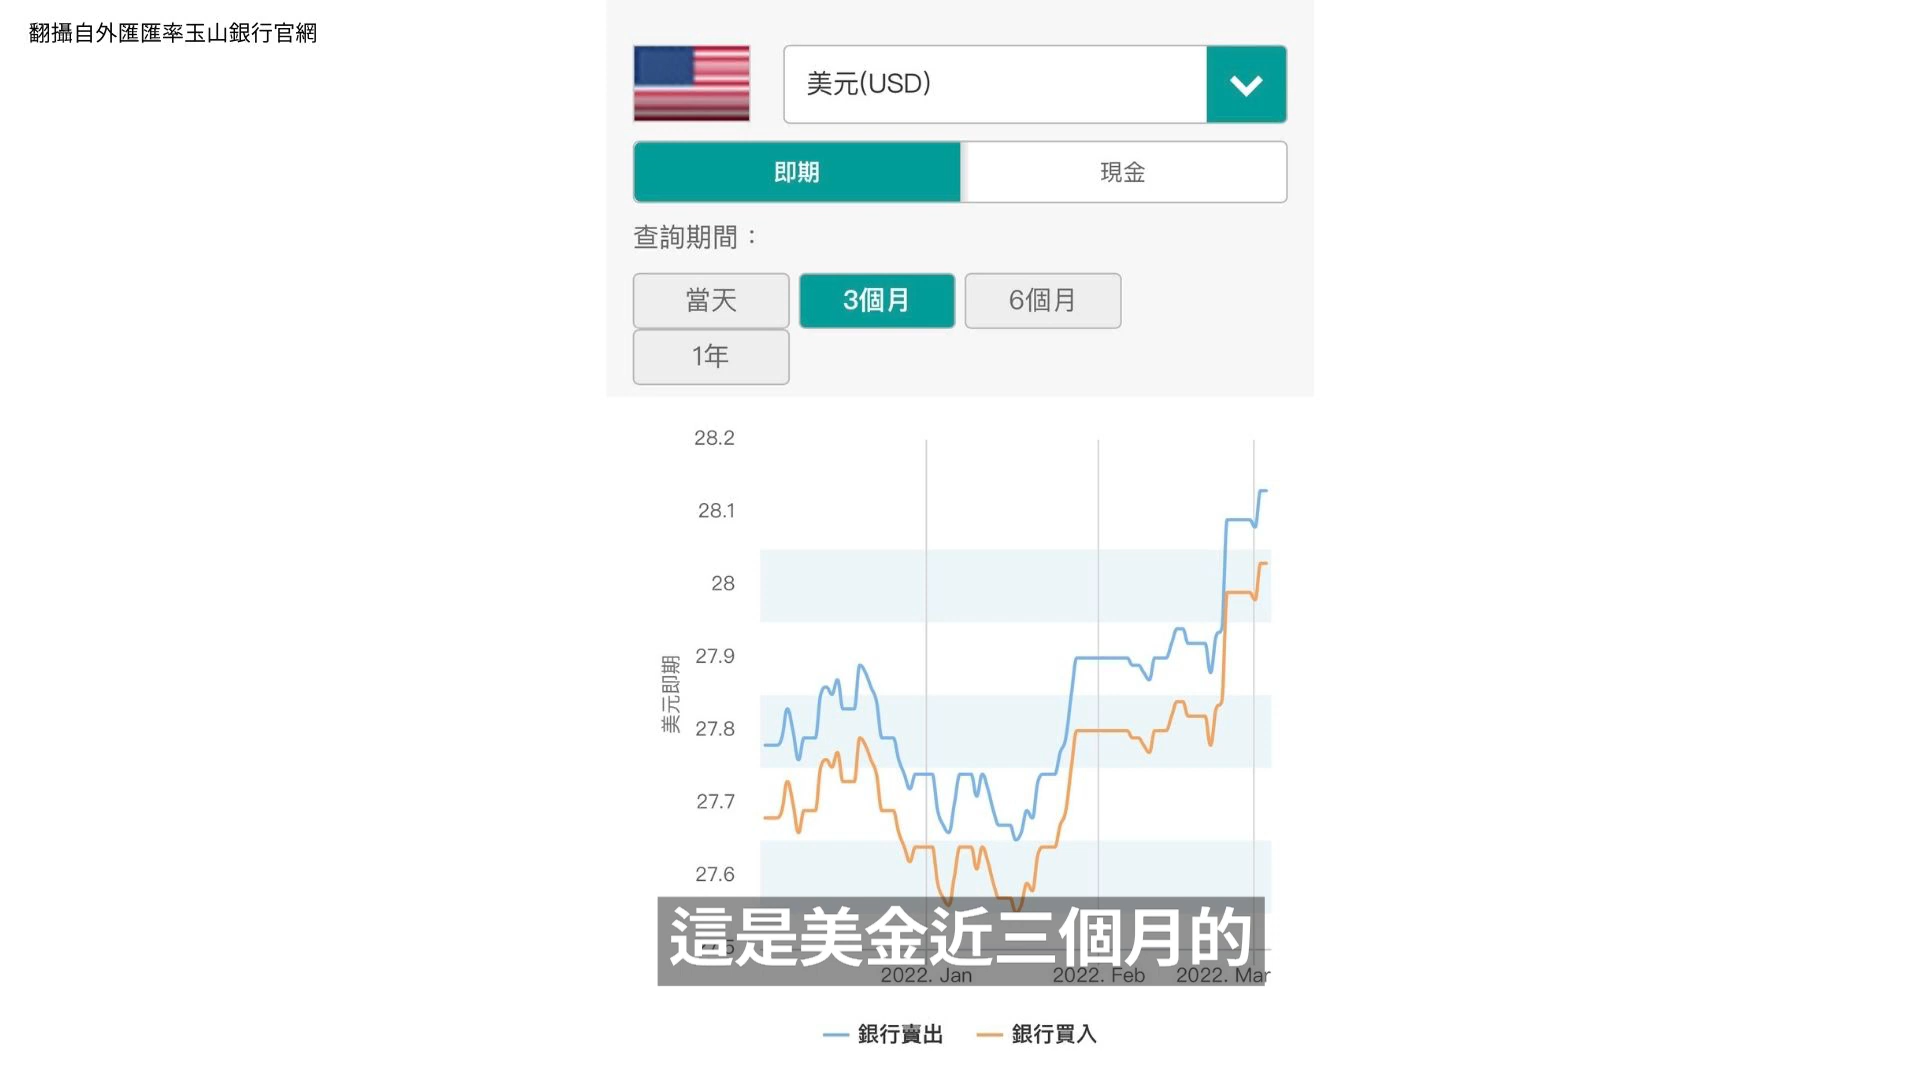 翻攝自外匯匯率玉山銀行官網
美元(USD)
即期
現金
查詢期間：
當天
3個月
6個月
1年
28.2
28.1
28
27.9
27.8
27.7
27.6
美元即期
這是美金近三個月的
2022. Jan
2022. Feb
2022. Mar
銀行賣出
銀行買入